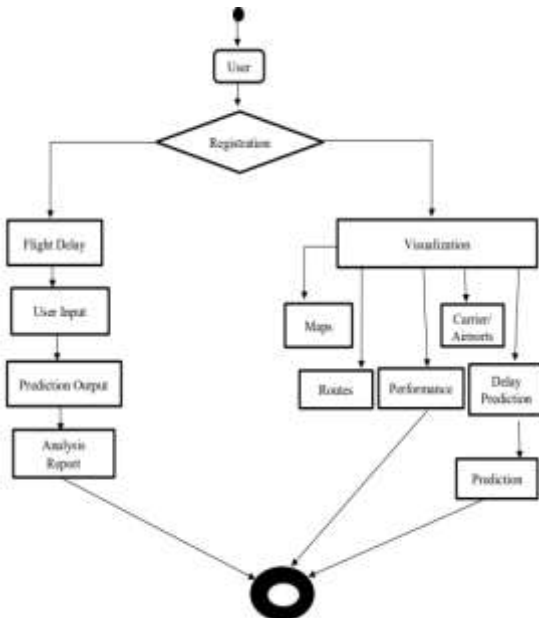 User
Registration
Flight Delay
Visualization
User Input
Maps
Carrier/
Airports
Prediction Output
Routes
Performance
Delay
Prediction
Analysis
Report
Prediction